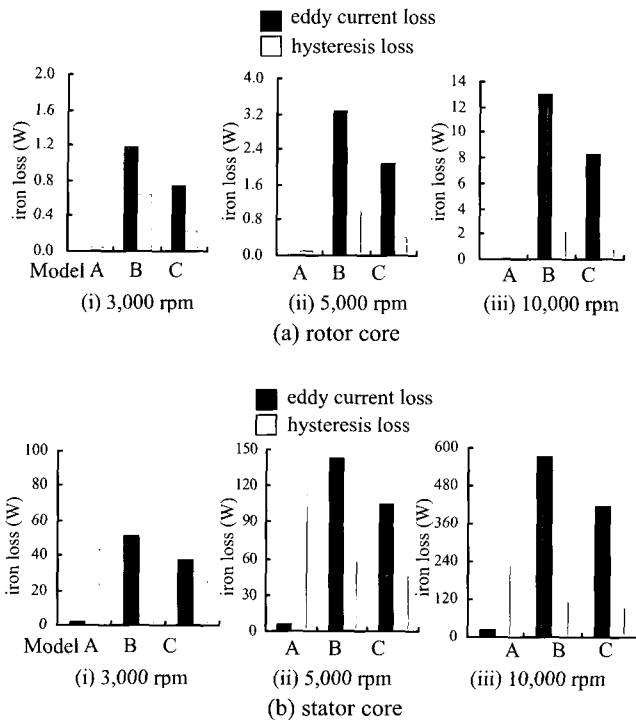 eddy current loss
hysteresis loss
iron loss (W)
2.0
1.6
1.2
0.8
0.4
0.0
Model A B C
(i) 3,000 rpm
iron loss (W)
4.0
3.2
2.4
1.6
0.8
0.0
A B C
(ii) 5,000 rpm
iron loss (W)
14
12
10
8
6
4
2
0
A B C
(iii) 10,000 rpm
(a) rotor core
eddy current loss
hysteresis loss
iron loss (W)
100
80
60
40
20
0
Model A B C
(i) 3,000 rpm
iron loss (W)
150
120
90
60
30
0
A B C
(ii) 5,000 rpm
iron loss (W)
600
480
360
240
120
0
A B C
(iii) 10,000 rpm
(b) stator core